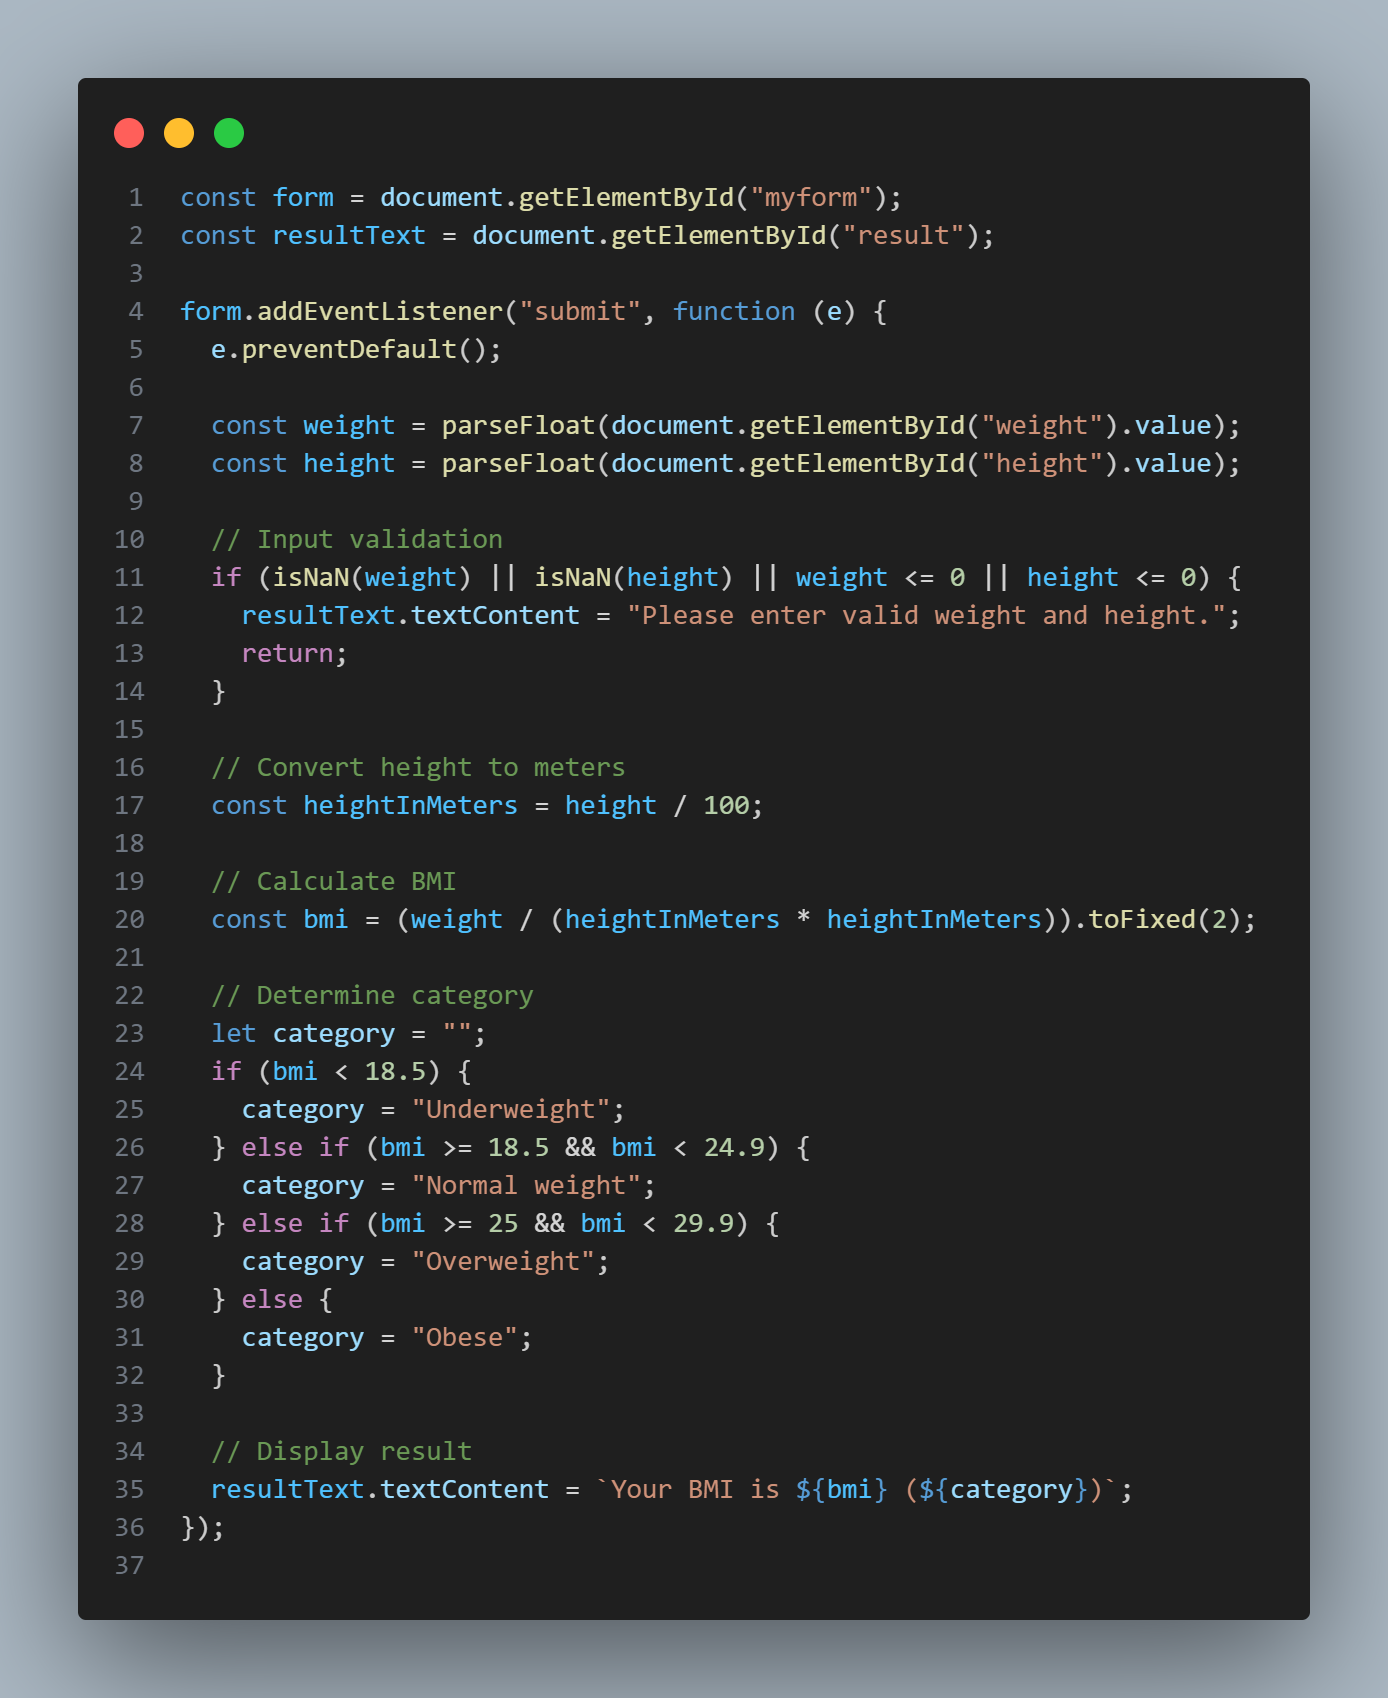 1 const form = document.getElementById("myform");
2 const resultText = document.getElementById("result");
3
4 form.addEventListener("submit", function (e) {
5   e.preventDefault();
6
7   const weight = parseFloat(document.getElementById("weight").value);
8   const height = parseFloat(document.getElementById("height").value);
9
10   // Input validation
11   if (isNaN(weight) || isNaN(height) || weight <= 0 || height <= 0) {
12     resultText.textContent = "Please enter valid weight and height.";
13     return;
14   }
15
16   // Convert height to meters
17   const heightInMeters = height / 100;
18
19   // Calculate BMI
20   const bmi = (weight / (heightInMeters * heightInMeters)).toFixed(2);
21
22   // Determine category
23   let category = "";
24   if (bmi < 18.5) {
25     category = "Underweight";
26   } else if (bmi >= 18.5 && bmi < 24.9) {
27     category = "Normal weight";
28   } else if (bmi >= 25 && bmi < 29.9) {
29     category = "Overweight";
30   } else {
31     category = "Obese";
32   }
33
34   // Display result
35   resultText.textContent = `Your BMI is ${bmi} (${category})`;
36 });
37